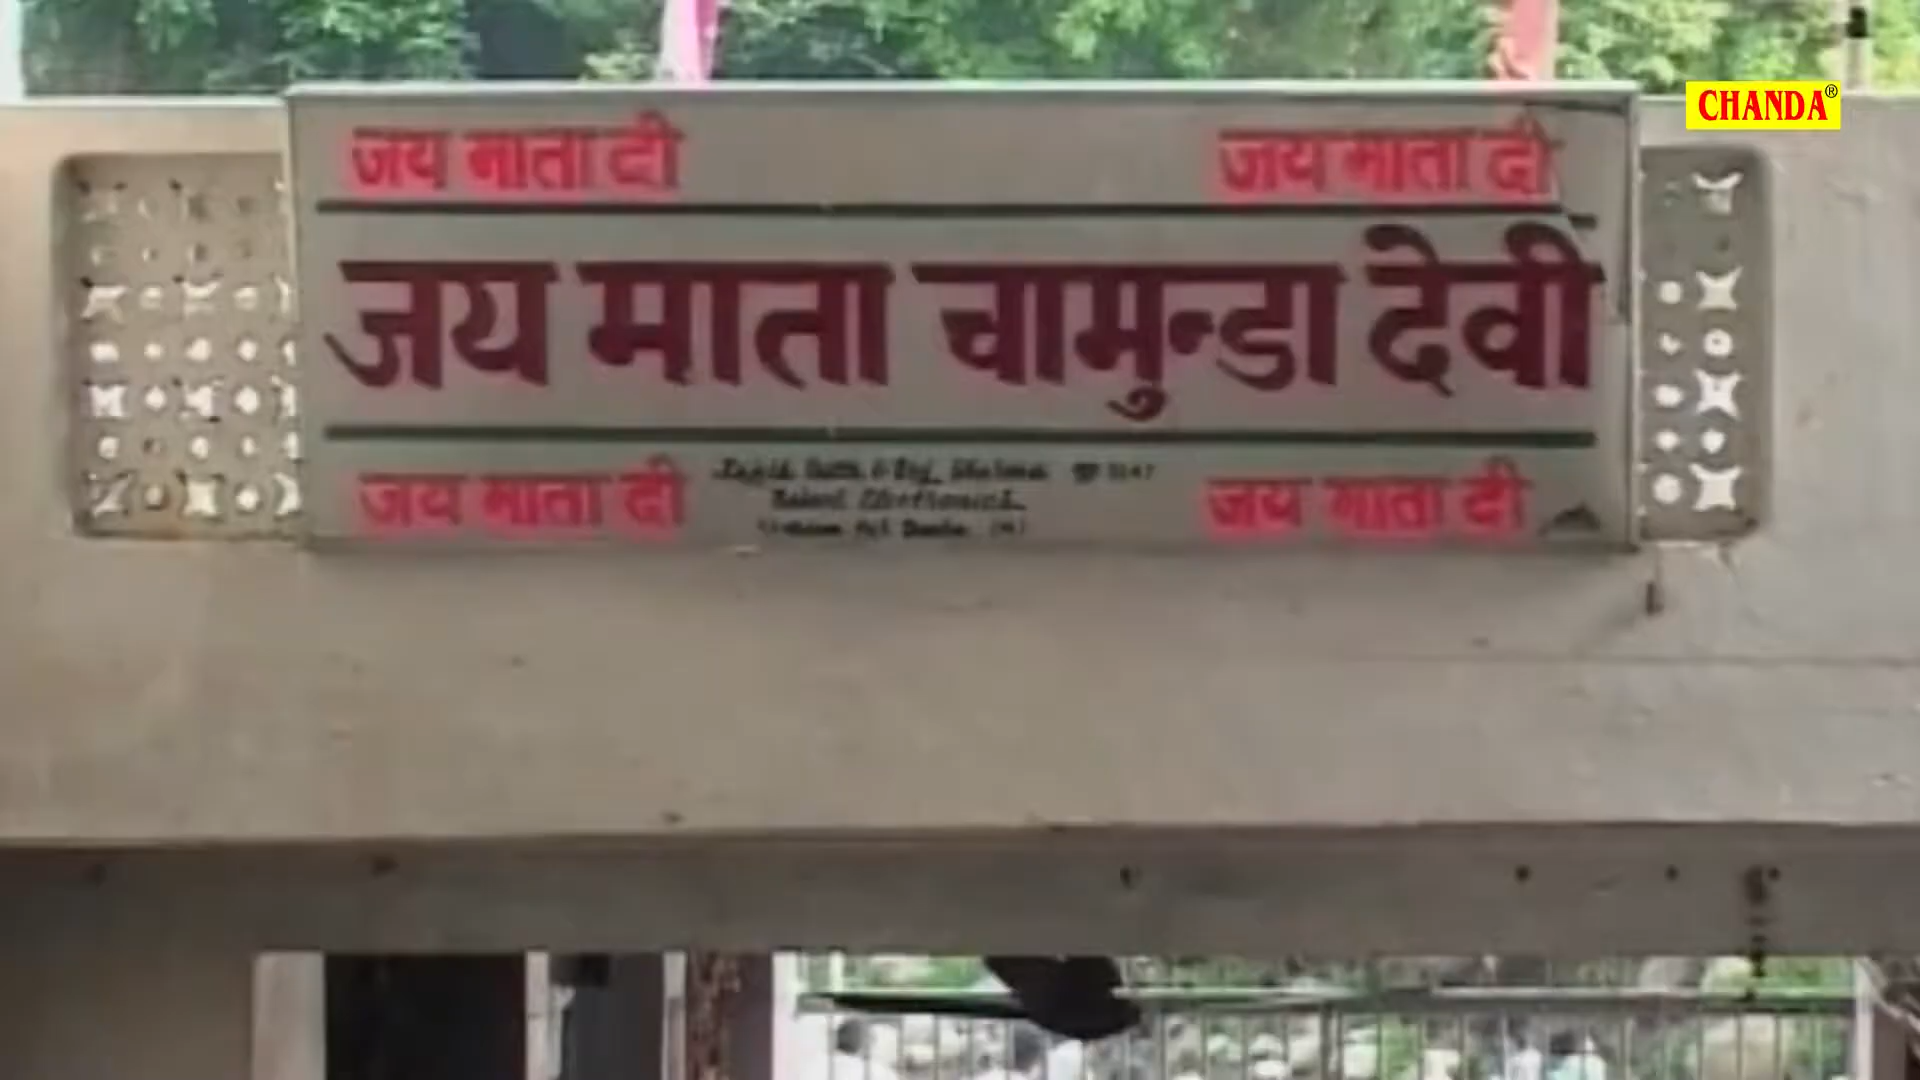 CHANDA®
जय माता दी जय माता दी
जय माता चामुन्डा देवी
जय माता दी जय माता दी